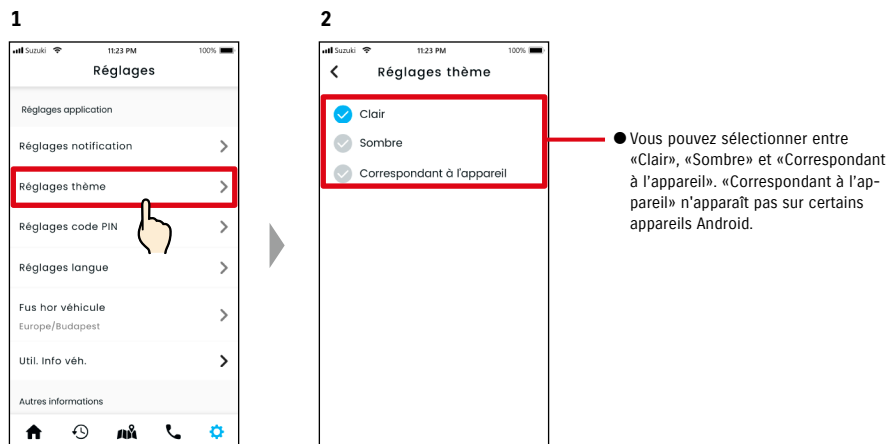 1
Suzuki 11:23 PM 100%
Réglages
Réglages application
Réglages notification
Réglages thème
Réglages code PIN
Réglages langue
Fus hor véhicule
Europe/Budapest
Util. Info véh.
Autres informations
2
Suzuki 11:23 PM 100%
Réglages thème
Clair
Sombre
Correspondant à l'appareil
● Vous pouvez sélectionner entre
«Clair», «Sombre» et «Correspondant
à l’appareil». «Correspondant à l’ap-
pareil» n'apparaît pas sur certains
appareils Android.